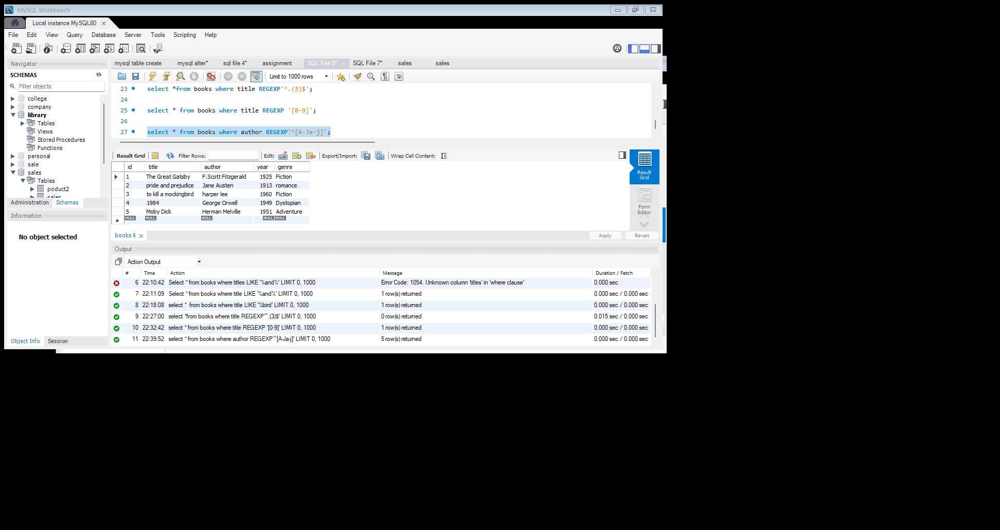 MySQL Workbench
Local instance MySQL80
File Edit View Query Database Server Tools Scripting Help
Navigator
mysql table create mysql alter* sql file 4* assignment SQL File 9* SQL File 7* sales sales
SCHEMAS
Limit to 1000 rows
Filter objects
college
company
library
Tables
Views
Stored Procedures
Functions
personal
sale
sales
Tables
poduct2
sales
Administration Schemas
Information
No object selected
Object Info Session
23 select *from books where title REGEXP'^.(3)$';
24
25 select * from books where title REGEXP '[0-9]';
26
27 select * from books where author REGEXP'^[A-Ja-j]';
Result Grid Filter Rows: Edit: Export/Import: Wrap Cell Content:
id title author year genre
1 The Great Gatsby F.Scott Fitzgerald 1925 Fiction
2 pride and prejudice Jane Austen 1913 romance
3 to kill a mockingbird harper lee 1960 Fiction
4 1984 George Orwell 1949 Dystopian
5 Moby Dick Herman Melville 1951 Adventure
NULL NULL NULL NULL NULL
Result
Grid
Form
Editor
books 6
Apply Revert
Output
Action Output
# Time Action Message Duration / Fetch
6 22:10:42 Select * from books where titles LIKE '%and%' LIMIT 0, 1000 Error Code: 1054. Unknown column 'titles' in 'where clause' 0.000 sec
7 22:11:09 Select * from books where title LIKE '%and%' LIMIT 0, 1000 1 row(s) returned 0.000 sec / 0.000 sec
8 22:18:08 select * from books where title LIKE '%bird' LIMIT 0, 1000 1 row(s) returned 0.000 sec / 0.000 sec
9 22:27:00 select *from books where title REGEXP'^.(3)$' LIMIT 0, 1000 0 row(s) returned 0.015 sec / 0.000 sec
10 22:32:42 select * from books where title REGEXP '[0-9]' LIMIT 0, 1000 1 row(s) returned 0.000 sec / 0.000 sec
11 22:39:52 select * from books where author REGEXP'^[A-Ja-j]' LIMIT 0, 1000 5 row(s) returned 0.000 sec / 0.000 sec